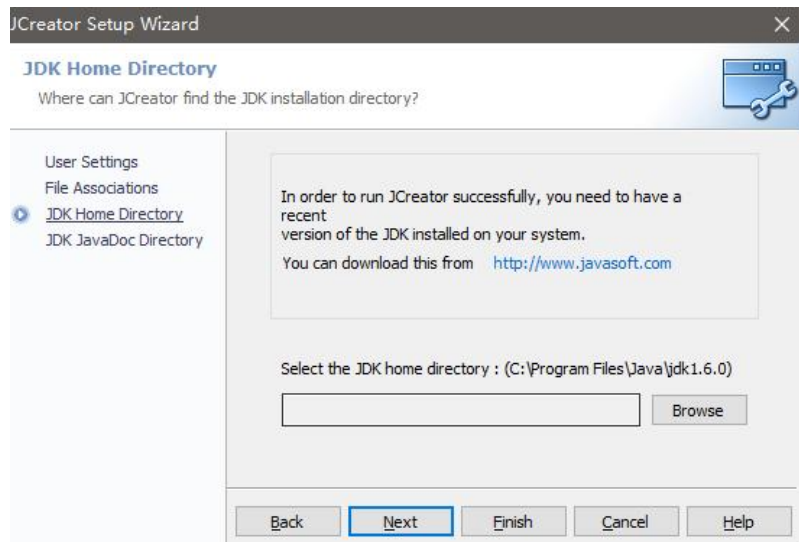 JCreator Setup Wizard
JDK Home Directory
Where can JCreator find the JDK installation directory?
User Settings
File Associations
JDK Home Directory
JDK JavaDoc Directory
In order to run JCreator successfully, you need to have a
recent
version of the JDK installed on your system.
You can download this from http://www.javasoft.com
Select the JDK home directory : (C:\Program Files\Java\jdk1.6.0)
Browse
Back Next Finish Cancel Help